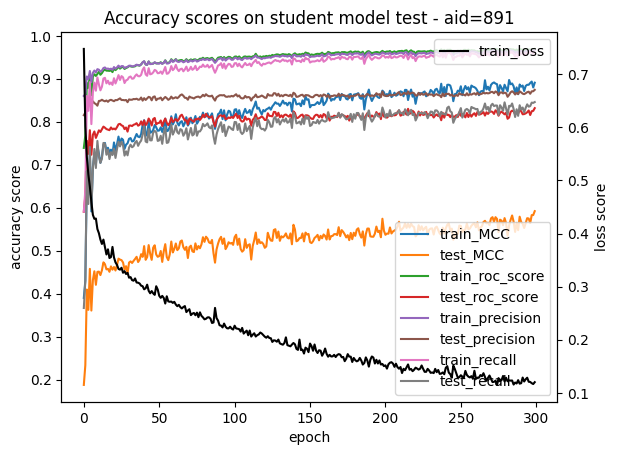 Accuracy scores on student model test - aid=891
train_loss
accuracy score
1.0
0.9
0.8
0.7
0.6
0.5
0.4
0.3
0.2
0.7
0.6
0.5
0.4
0.3
0.2
0.1
loss score
train_MCC
test_MCC
train_roc_score
test_roc_score
train_precision
test_precision
train_recall
test_recall
0
50
100
150
200
250
300
epoch